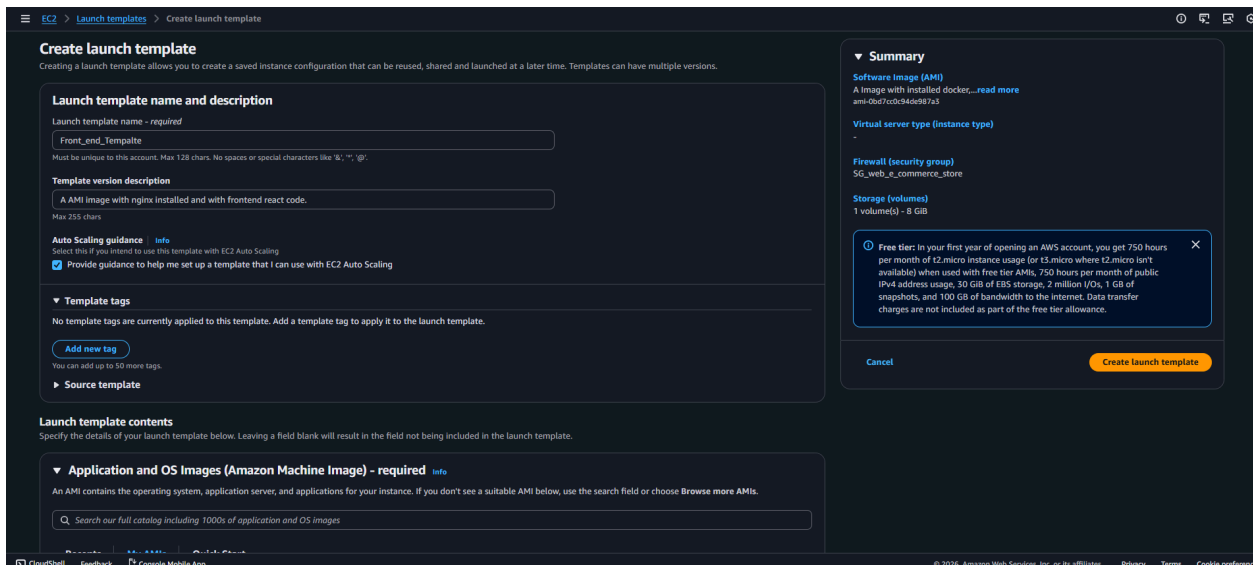 EC2 > Launch templates > Create launch template
Create launch template
Creating a launch template allows you to create a saved instance configuration that can be reused, shared and launched at a later time. Templates can have multiple versions.
Launch template name and description
Launch template name - required
Front_end_Tempalte
Must be unique to this account. Max 128 chars. No spaces or special characters like '&', '*', '@'.
Template version description
A AMI image with nginx installed and with frontend react code.
Max 255 chars
Auto Scaling guidance | Info
Select this if you intend to use this template with EC2 Auto Scaling
Provide guidance to help me set up a template that I can use with EC2 Auto Scaling
Template tags
No template tags are currently applied to this template. Add a template tag to apply it to the launch template.
Add new tag
You can add up to 50 more tags.
Source template
Launch template contents
Specify the details of your launch template below. Leaving a field blank will result in the field not being included in the launch template.
Application and OS Images (Amazon Machine Image) - required Info
An AMI contains the operating system, application server, and applications for your instance. If you don't see a suitable AMI below, use the search field or choose Browse more AMIs.
Search our full catalog including 1000s of application and OS images
Recents My AMIs Quick Start
Summary
Software Image (AMI)
A Image with installed docker,...read more
ami-0bd7cc0c94de987a3
Virtual server type (instance type)
-
Firewall (security group)
SG_web_e_commerce_store
Storage (volumes)
1 volume(s) - 8 GiB
Free tier: In your first year of opening an AWS account, you get 750 hours
per month of t2.micro instance usage (or t3.micro where t2.micro isn't
available) when used with free tier AMIs, 750 hours per month of public
IPv4 address usage, 30 GiB of EBS storage, 2 million I/Os, 1 GB of
snapshots, and 100 GB of bandwidth to the internet. Data transfer
charges are not included as part of the free tier allowance.
Cancel
Create launch template
CloudShell Feedback Console Mobile App
© 2026, Amazon Web Services, Inc. or its affiliates. Privacy Terms Cookie preferen